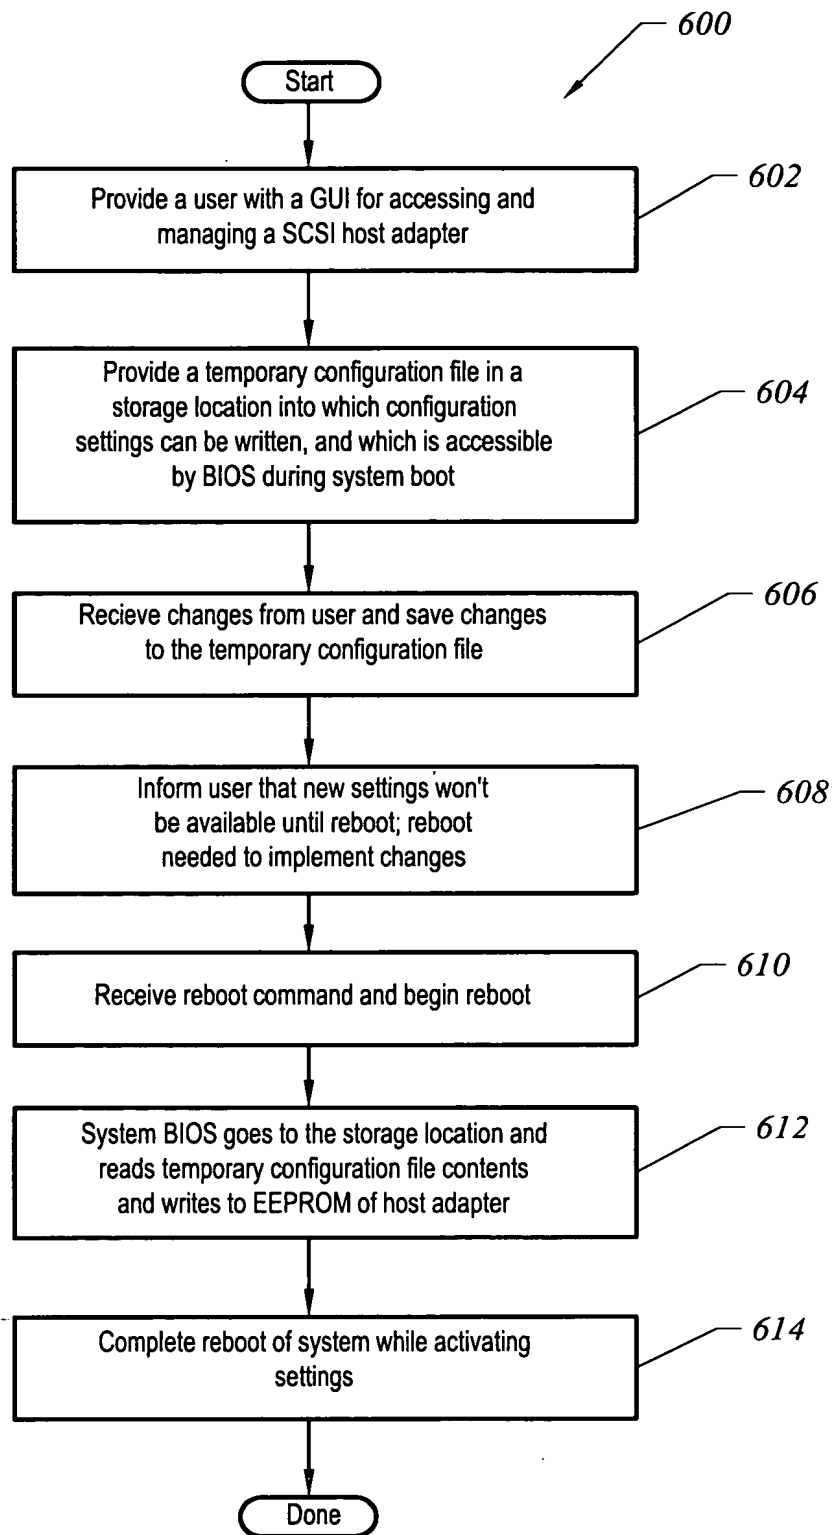 600
Start
602
Provide a user with a GUI for accessing and
managing a SCSI host adapter
604
Provide a temporary configuration file in a
storage location into which configuration
settings can be written, and which is accessible
by BIOS during system boot
606
Recieve changes from user and save changes
to the temporary configuration file
608
Inform user that new settings won't
be available until reboot; reboot
needed to implement changes
610
Receive reboot command and begin reboot
612
System BIOS goes to the storage location and
reads temporary configuration file contents
and writes to EEPROM of host adapter
614
Complete reboot of system while activating
settings
Done